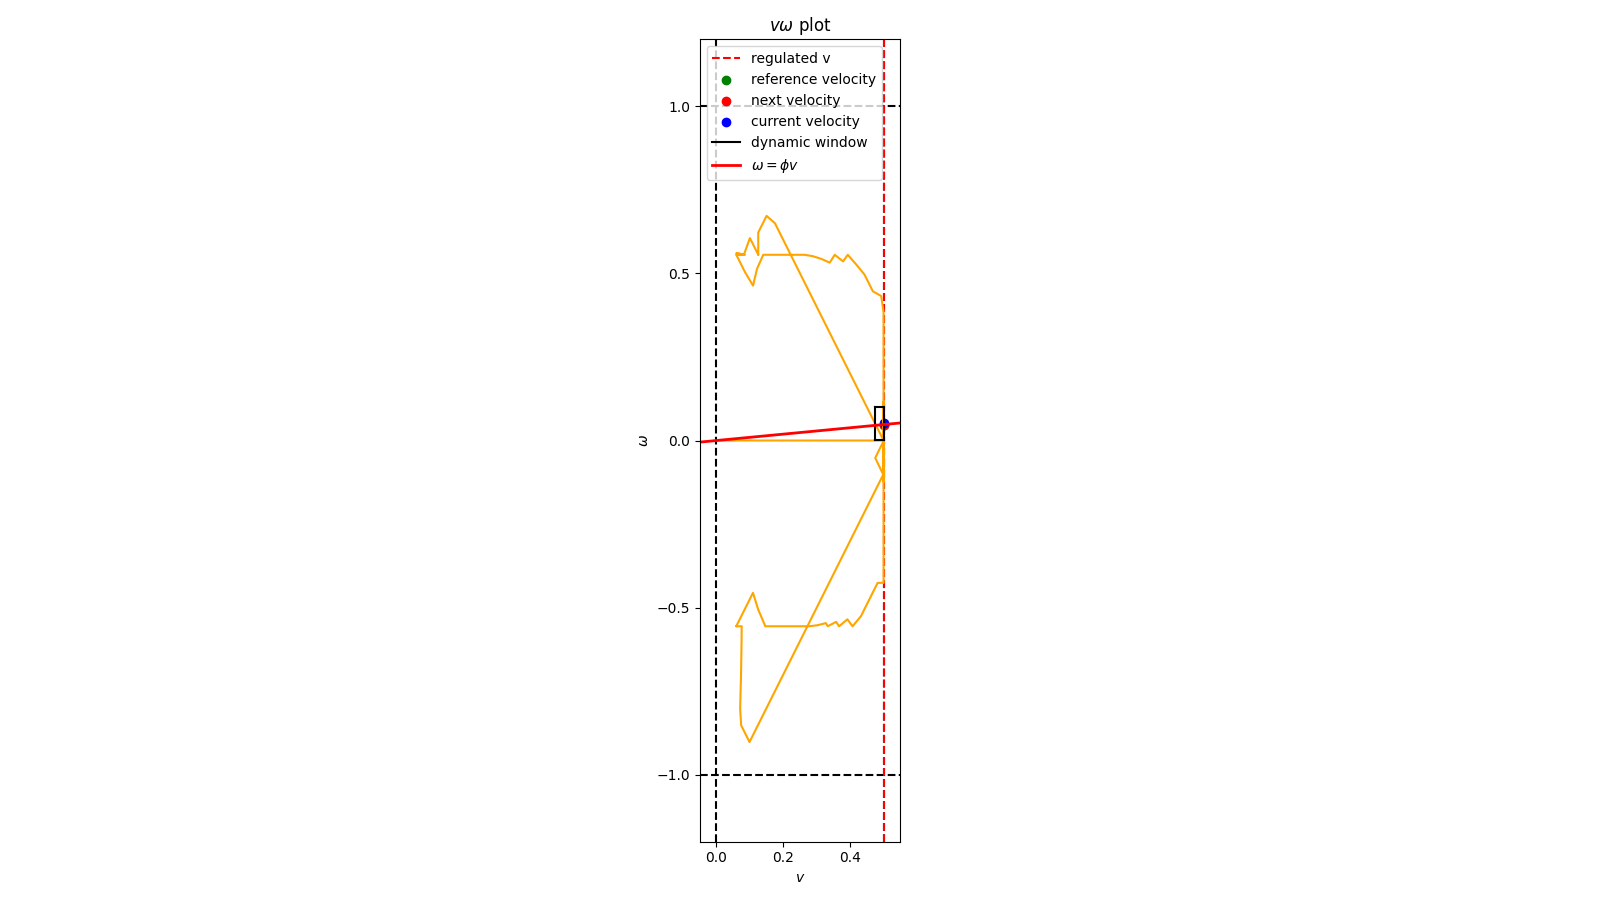 vω plot
regulated v
reference velocity
next velocity
current velocity
dynamic window
ω = ϕv
1.0
0.5
0.0
−0.5
−1.0
ω
0.0 0.2 0.4
v